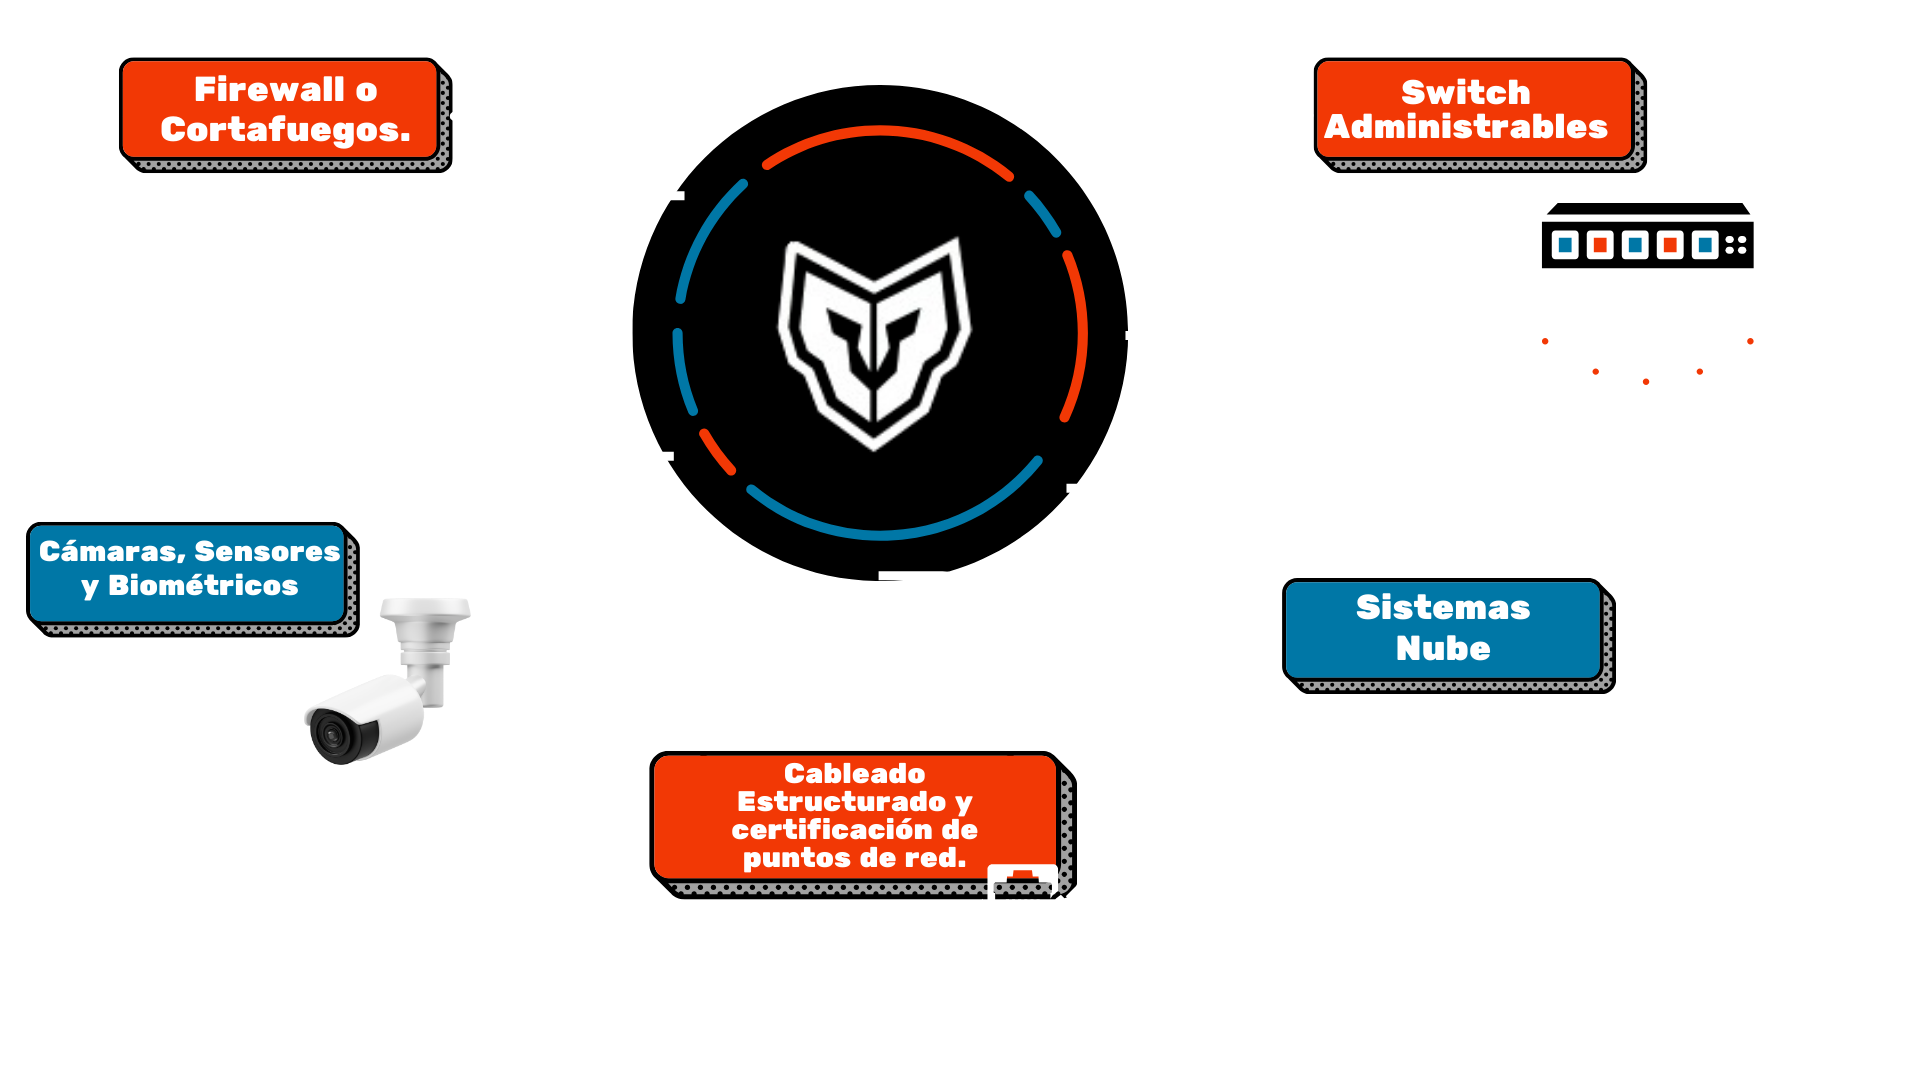 Firewall o
Cortafuegos.
Switch
Administrables
Cámaras, Sensores
y Biométricos
Sistemas
Nube
Cableado
Estructurado y
certificación de
puntos de red.